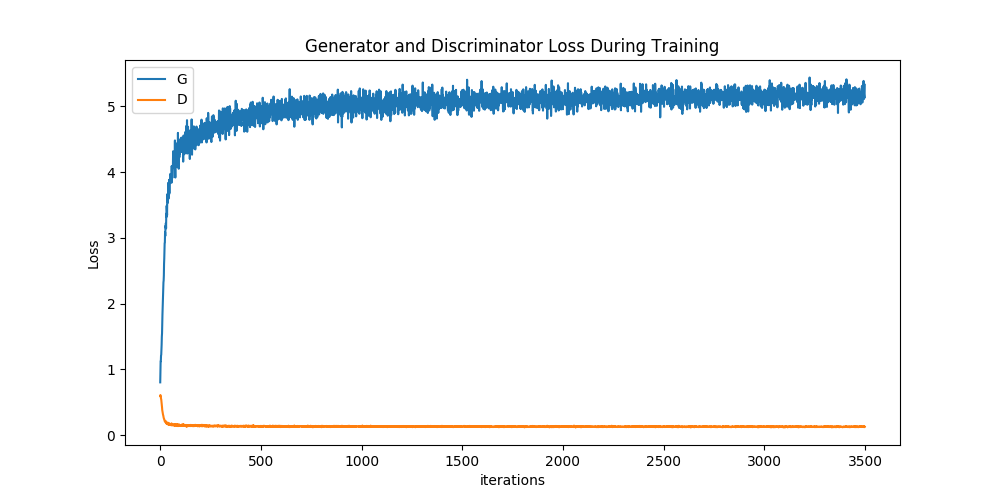 Generator and Discriminator Loss During Training
G
D
5
4
3
2
1
0
Loss
0 500 1000 1500 2000 2500 3000 3500
iterations